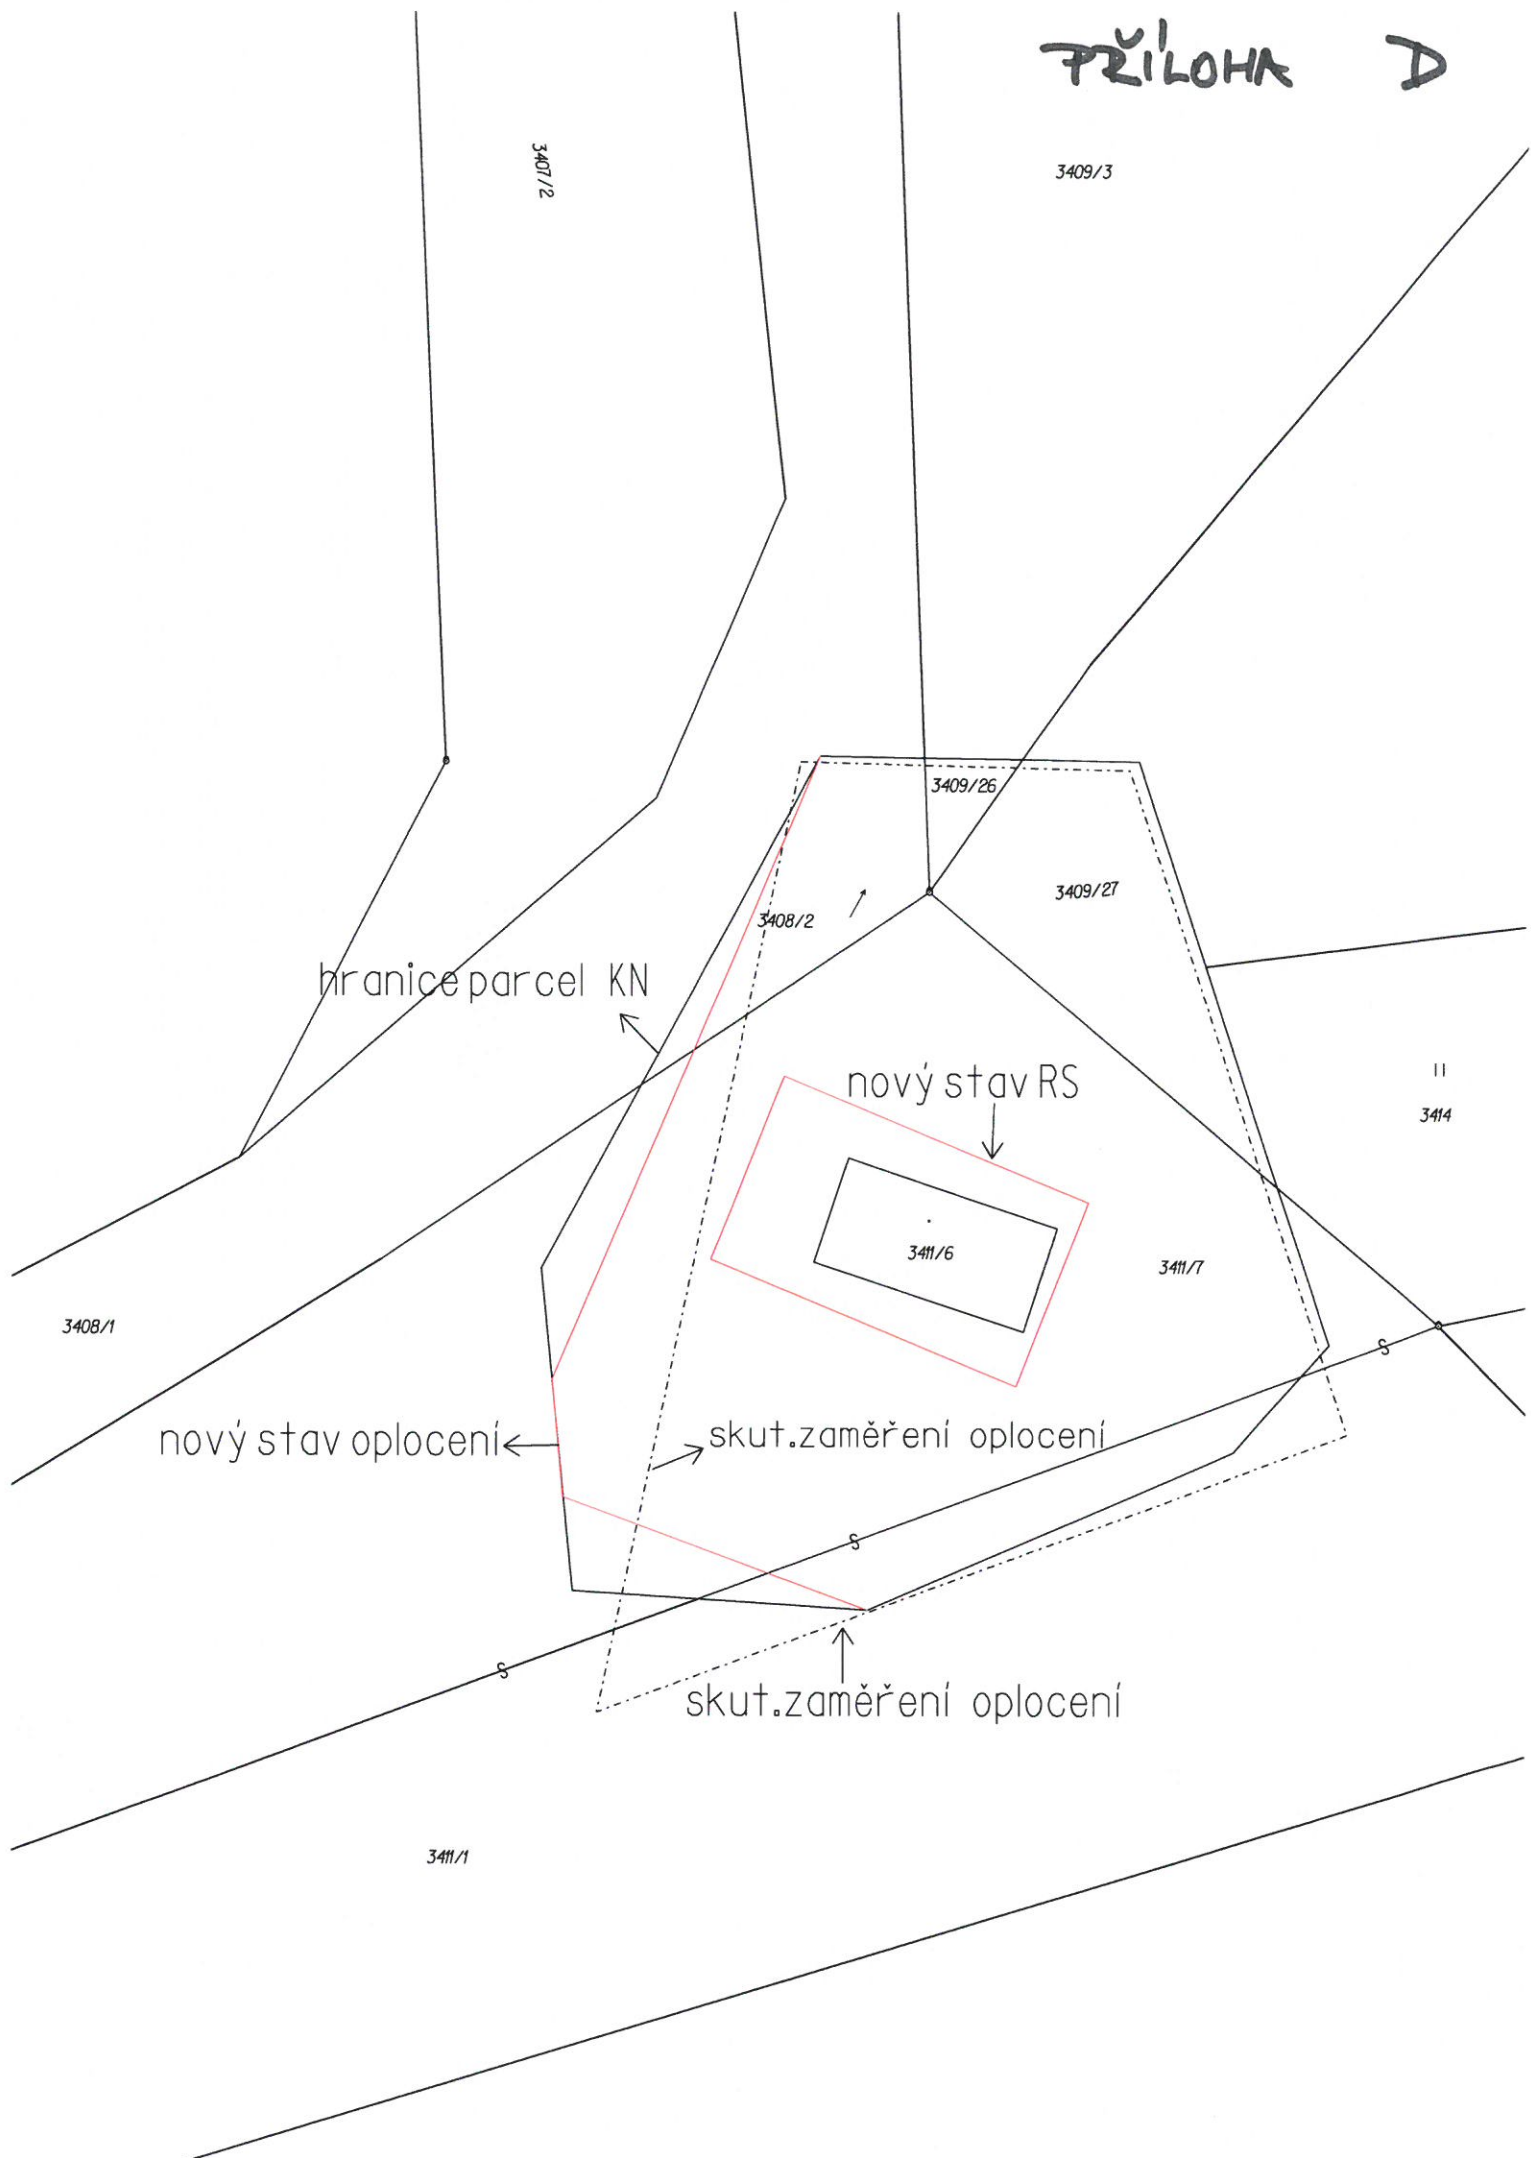 PŘÍLOHA D
3407/2
3409/3
3409/26
3409/27
3408/2
hranice parcel KN
nový stav RS
3414
3411/6
3411/7
3408/1
nový stav oplocení
skut.zaměření oplocení
S
S
S
skut.zaměření oplocení
3411/1